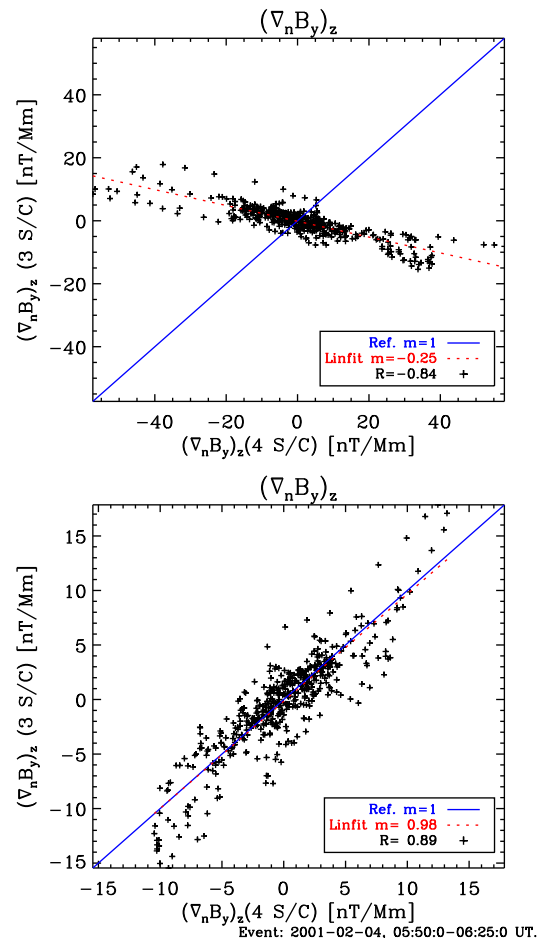 (∇nBy)z
(∇nBy)z (3 S/C) [nT/Mm]
40
20
0
−20
−40
Ref. m=1
Linfit m=−0.25
R=−0.84
−40 −20 0 20 40
(∇nBy)z(4 S/C) [nT/Mm]
(∇nBy)z
(∇nBy)z (3 S/C) [nT/Mm]
15
10
5
0
−5
−10
−15
Ref. m=1
Linfit m= 0.98
R= 0.89
−15 −10 −5 0 5 10 15
(∇nBy)z(4 S/C) [nT/Mm]
Event: 2001−02−04, 05:50:0−06:25:0 UT.